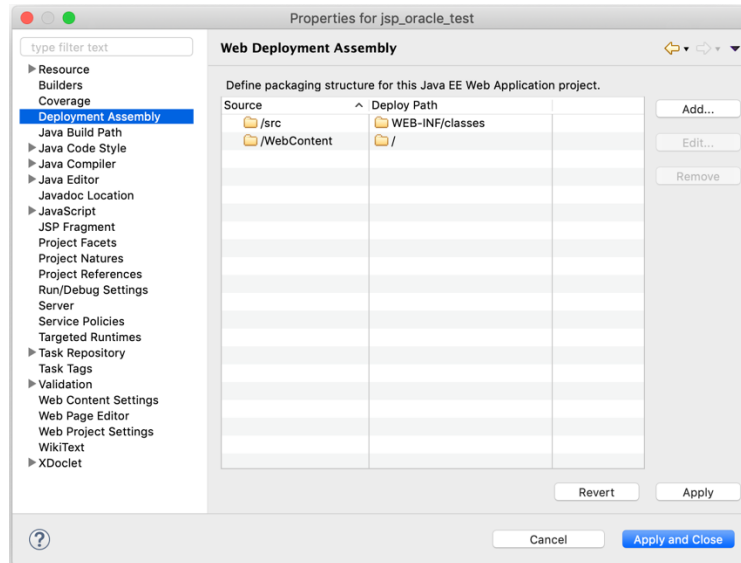 Properties for jsp_oracle_test
type filter text
Resource
Builders
Coverage
Deployment Assembly
Java Build Path
Java Code Style
Java Compiler
Java Editor
Javadoc Location
JavaScript
JSP Fragment
Project Facets
Project Natures
Project References
Run/Debug Settings
Server
Service Policies
Targeted Runtimes
Task Repository
Task Tags
Validation
Web Content Settings
Web Page Editor
Web Project Settings
WikiText
XDoclet
Web Deployment Assembly
Define packaging structure for this Java EE Web Application project.
Source Deploy Path
/src WEB-INF/classes
/WebContent /
Add...
Edit...
Remove
Revert Apply
? Cancel Apply and Close